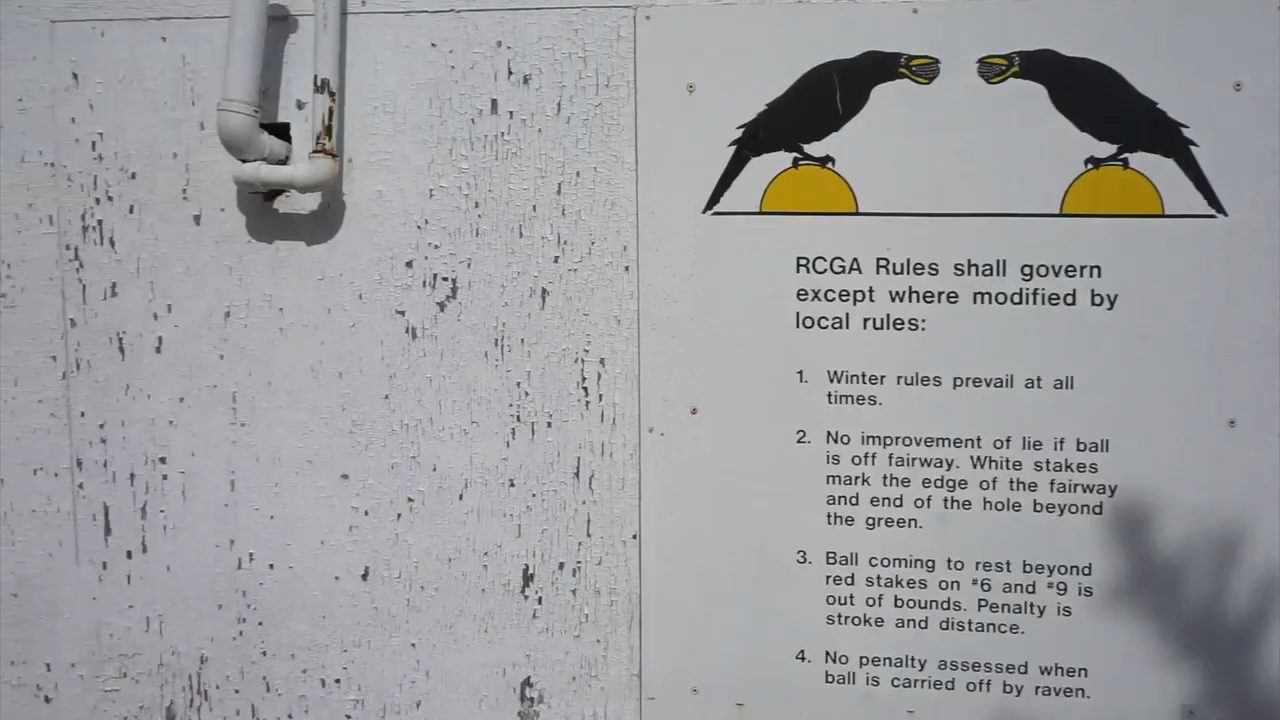 RCGA Rules shall govern
except where modified by
local rules:
1. Winter rules prevail at all
times.
2. No improvement of lie if ball
is off fairway. White stakes
mark the edge of the fairway
and end of the hole beyond
the green.
3. Ball coming to rest beyond
red stakes on #6 and #9 is
out of bounds. Penalty is
stroke and distance.
4. No penalty assessed when
ball is carried off by raven.